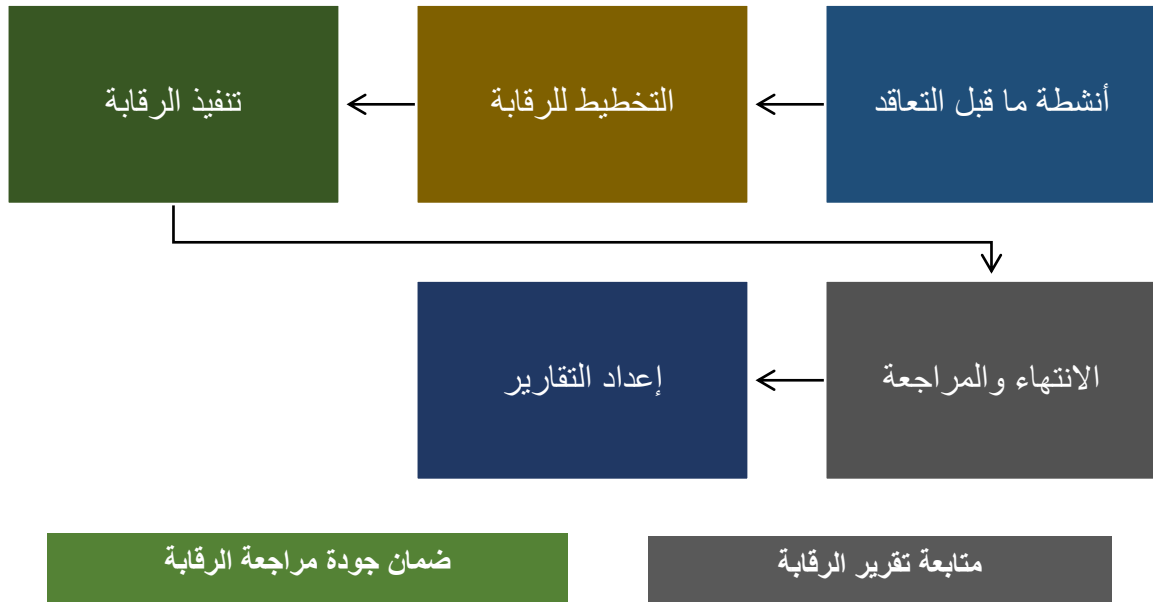 أنشطة ما قبل التعاقد
التخطيط للرقابة
تنفيذ الرقابة
الانتهاء والمراجعة
إعداد التقارير
متابعة تقرير الرقابة
ضمان جودة مراجعة الرقابة